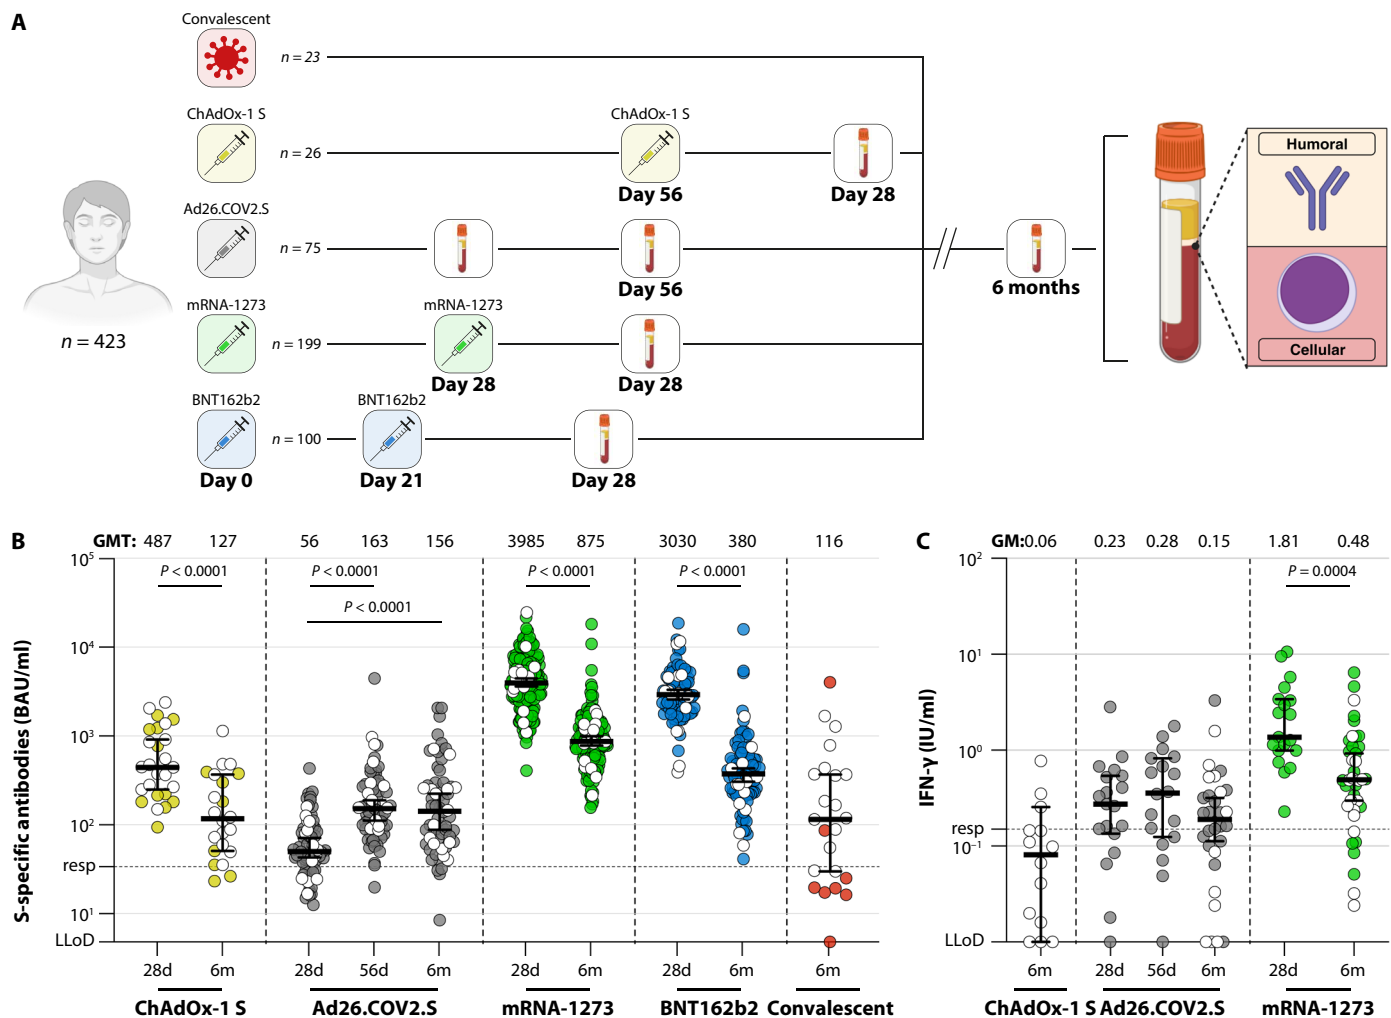 A
Convalescent
n = 23
ChAdOx-1 S
n = 26
ChAdOx-1 S
Day 56
Day 28
Ad26.COV2.S
n = 75
Day 56
6 months
mRNA-1273
n = 199
mRNA-1273
Day 28
Day 28
BNT162b2
n = 100
BNT162b2
Day 0
Day 21
Day 28
n = 423
Humoral
Cellular
B
GMT: 487 127 56 163 156 3985 875 3030 380 116
P < 0.0001
P < 0.0001
P < 0.0001
P < 0.0001
P < 0.0001
S-specific antibodies (BAU/ml)
10⁵
10⁴
10³
10²
resp
10¹
LLoD
28d 6m 28d 56d 6m 28d 6m 28d 6m 6m
ChAdOx-1 S Ad26.COV2.S mRNA-1273 BNT162b2 Convalescent
C
GM: 0.06 0.23 0.28 0.15 1.81 0.48
P = 0.0004
IFN-γ (IU/ml)
10²
10¹
10⁰
resp
10⁻¹
LLoD
6m 28d 56d 6m 28d 6m
ChAdOx-1 S Ad26.COV2.S mRNA-1273